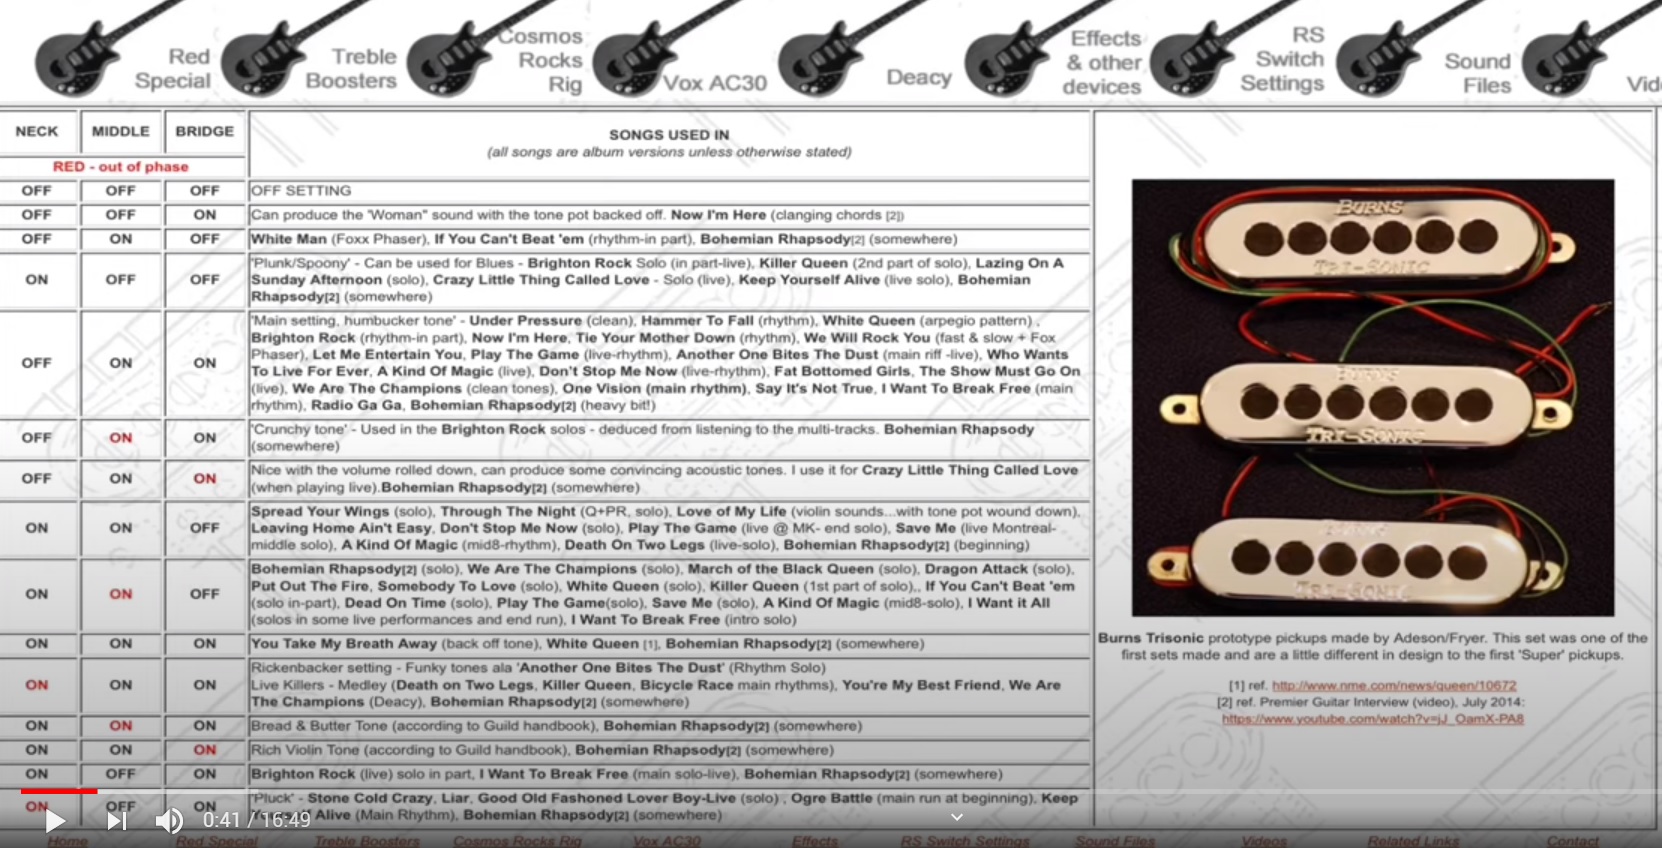 Red
Special
Treble
Boosters
Cosmos
Rocks
Rig
Vox AC30
Deacy
Effects
& other
devices
RS
Switch
Settings
Sound
Files
Vid
NECK MIDDLE BRIDGE
SONGS USED IN
(all songs are album versions unless otherwise stated)
RED - out of phase
OFF OFF OFF OFF SETTING
OFF OFF ON Can produce the 'Woman" sound with the tone pot backed off. Now I'm Here (clanging chords [2])
OFF ON OFF White Man (Foxx Phaser), If You Can't Beat 'em (rhythm-in part), Bohemian Rhapsody[2] (somewhere)
ON OFF OFF 'Plunk/Spoony' - Can be used for Blues - Brighton Rock Solo (in part-live), Killer Queen (2nd part of solo), Lazing On A
Sunday Afternoon (solo), Crazy Little Thing Called Love - Solo (live), Keep Yourself Alive (live solo), Bohemian
Rhapsody[2] (somewhere)
OFF ON ON 'Main setting, humbucker tone' - Under Pressure (clean), Hammer To Fall (rhythm), White Queen (arpegio pattern) ,
Brighton Rock (rhythm-in part), Now I'm Here, Tie Your Mother Down (rhythm), We Will Rock You (fast & slow + Fox
Phaser), Let Me Entertain You, Play The Game (live-rhythm), Another One Bites The Dust (main riff -live), Who Wants
To Live For Ever, A Kind Of Magic (live), Don't Stop Me Now (live-rhythm), Fat Bottomed Girls, The Show Must Go On
(live), We Are The Champions (clean tones), One Vision (main rhythm), Say It's Not True, I Want To Break Free (main
rhythm), Radio Ga Ga, Bohemian Rhapsody[2] (heavy bit!)
OFF ON ON 'Crunchy tone' - Used in the Brighton Rock solos - deduced from listening to the multi-tracks. Bohemian Rhapsody
(somewhere)
OFF ON ON Nice with the volume rolled down, can produce some convincing acoustic tones. I use it for Crazy Little Thing Called Love
(when playing live).Bohemian Rhapsody[2] (somewhere)
ON ON OFF Spread Your Wings (solo), Through The Night (Q+PR, solo), Love of My Life (violin sounds...with tone pot wound down),
Leaving Home Ain't Easy, Don't Stop Me Now (solo), Play The Game (live @ MK- end solo), Save Me (live Montreal-
middle solo), A Kind Of Magic (mid8-rhythm), Death On Two Legs (live-solo), Bohemian Rhapsody[2] (beginning)
ON ON OFF Bohemian Rhapsody[2] (solo), We Are The Champions (solo), March of the Black Queen (solo), Dragon Attack (solo),
Put Out The Fire, Somebody To Love (solo), White Queen (solo), Killer Queen (1st part of solo),, If You Can't Beat 'em
(solo in-part), Dead On Time (solo), Play The Game(solo), Save Me (solo), A Kind Of Magic (mid8-solo), I Want it All
(solos in some live performances and end run), I Want To Break Free (intro solo)
ON ON ON You Take My Breath Away (back off tone), White Queen [1], Bohemian Rhapsody[2] (somewhere)
ON ON ON Rickenbacker setting - Funky tones ala 'Another One Bites The Dust' (Rhythm Solo)
Live Killers - Medley (Death on Two Legs, Killer Queen, Bicycle Race main rhythms), You're My Best Friend, We Are
The Champions (Deacy), Bohemian Rhapsody[2] (somewhere)
ON ON ON Bread & Butter Tone (according to Guild handbook), Bohemian Rhapsody[2] (somewhere)
ON ON ON Rich Violin Tone (according to Guild handbook), Bohemian Rhapsody[2] (somewhere)
ON OFF ON Brighton Rock (live) solo in part, I Want To Break Free (main solo-live), Bohemian Rhapsody[2] (somewhere)
ON OFF ON 'Pluck' - Stone Cold Crazy, Liar, Good Old Fashoned Lover Boy-Live (solo) , Ogre Battle (main run at beginning), Keep
Alive (Main Rhythm), Bohemian Rhapsody[2] (somewhere)
BURNS
TRI-SONIC
BURNS
TRI-SONIC
BURNS
TRI-SONIC
Burns Trisonic prototype pickups made by Adeson/Fryer. This set was one of the
first sets made and are a little different in design to the first 'Super' pickups.
[1] ref. http://www.nme.com/news/queen/10672
[2] ref. Premier Guitar Interview (video), July 2014:
https://www.youtube.com/watch?v=jJ_OamX-PA8
0:41 / 16:49
Home Red Special Treble Boosters Cosmos Rocks Rig Vox AC30 Effects RS Switch Settings Sound Files Videos Related Links Contact